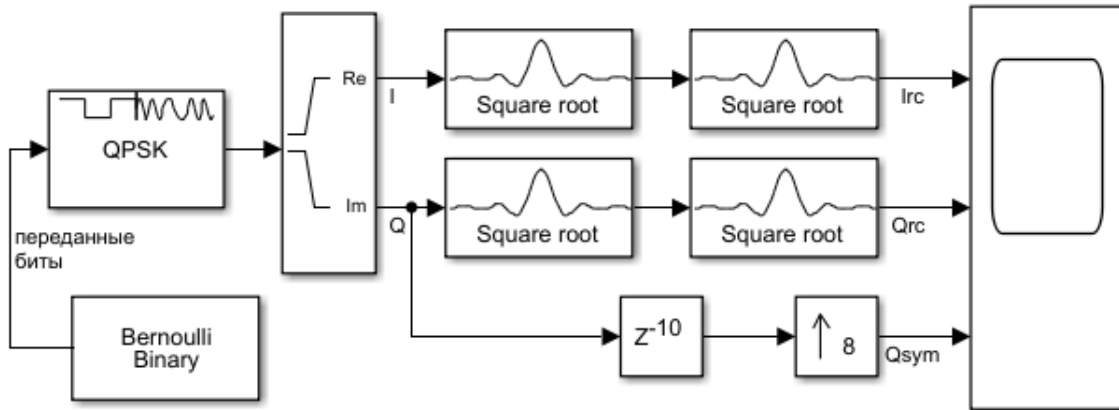 Re
I
Square root
Square root
Irc
QPSK
Im
Q
Square root
Square root
Qrc
переданные
биты
Bernoulli
Binary
Z-10
8
Qsym